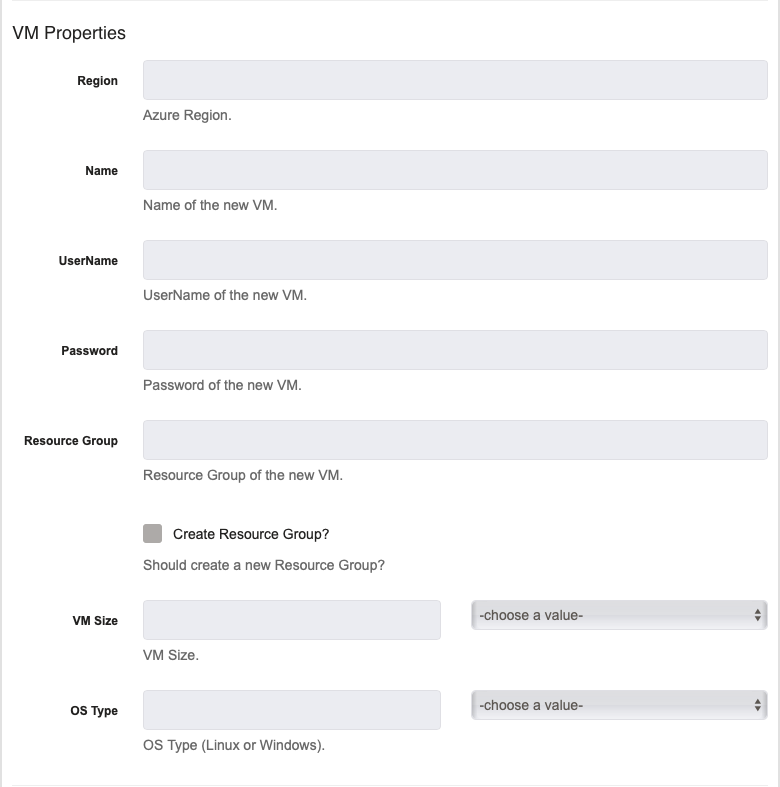 VM Properties
Region
Azure Region.
Name
Name of the new VM.
UserName
UserName of the new VM.
Password
Password of the new VM.
Resource Group
Resource Group of the new VM.
Create Resource Group?
Should create a new Resource Group?
VM Size -choose a value-
VM Size.
OS Type -choose a value-
OS Type (Linux or Windows).